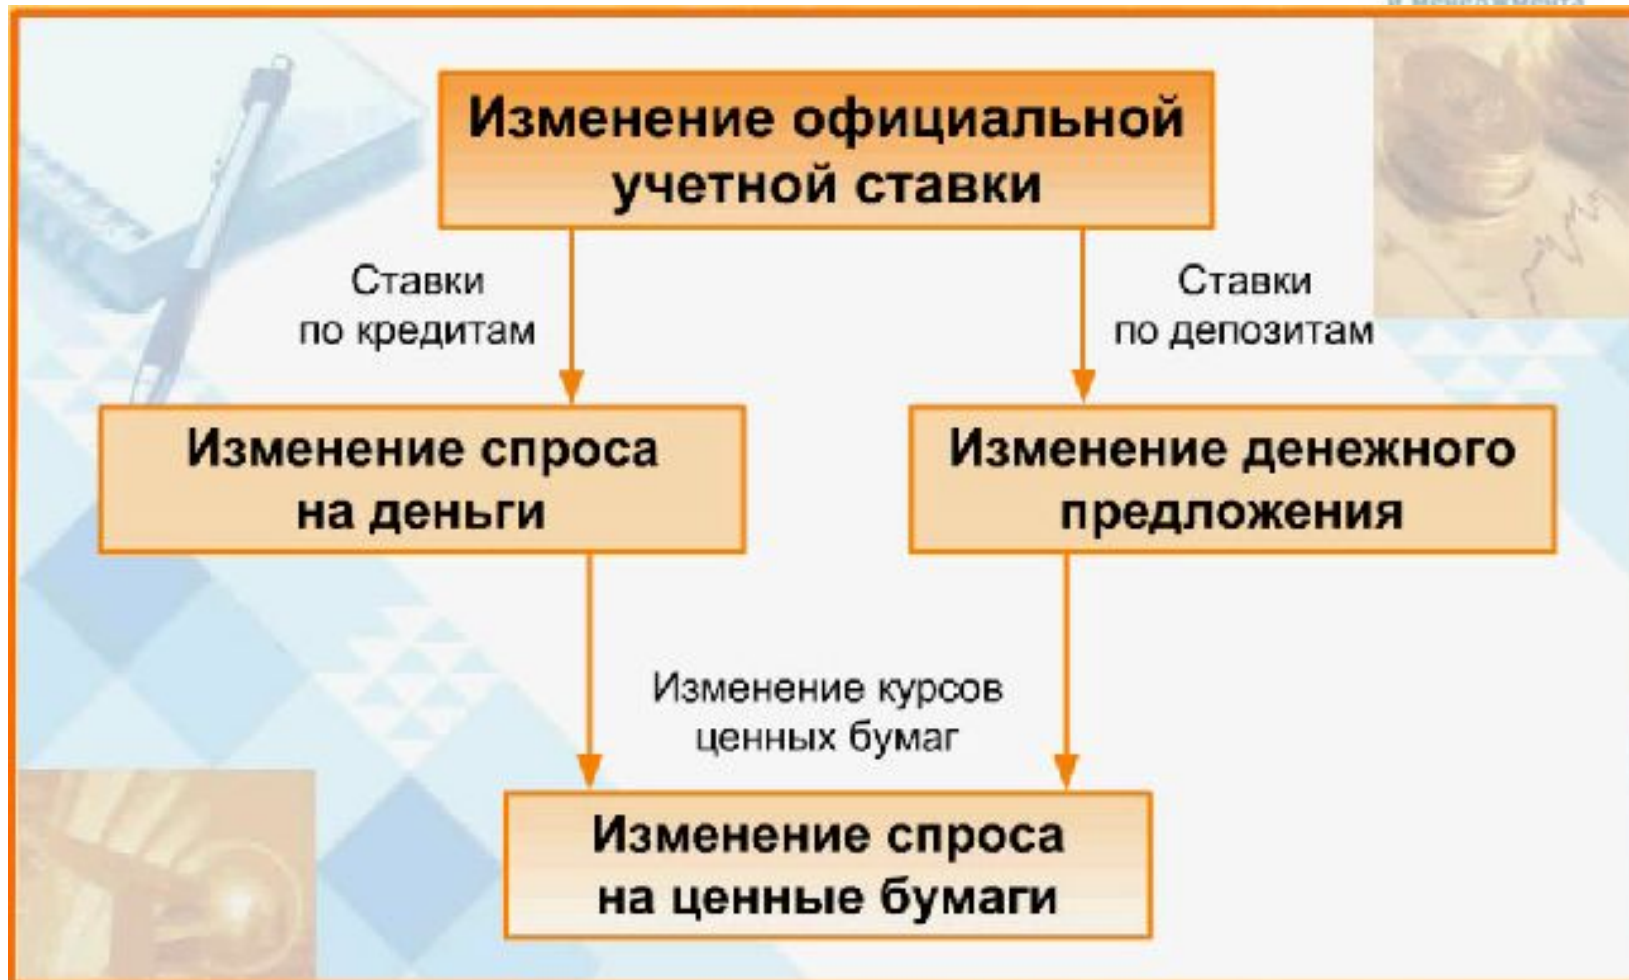 и менеджмента
Изменение официальной
учетной ставки
Ставки
по кредитам
Ставки
по депозитам
Изменение спроса
на деньги
Изменение денежного
предложения
Изменение курсов
ценных бумаг
Изменение спроса
на ценные бумаги